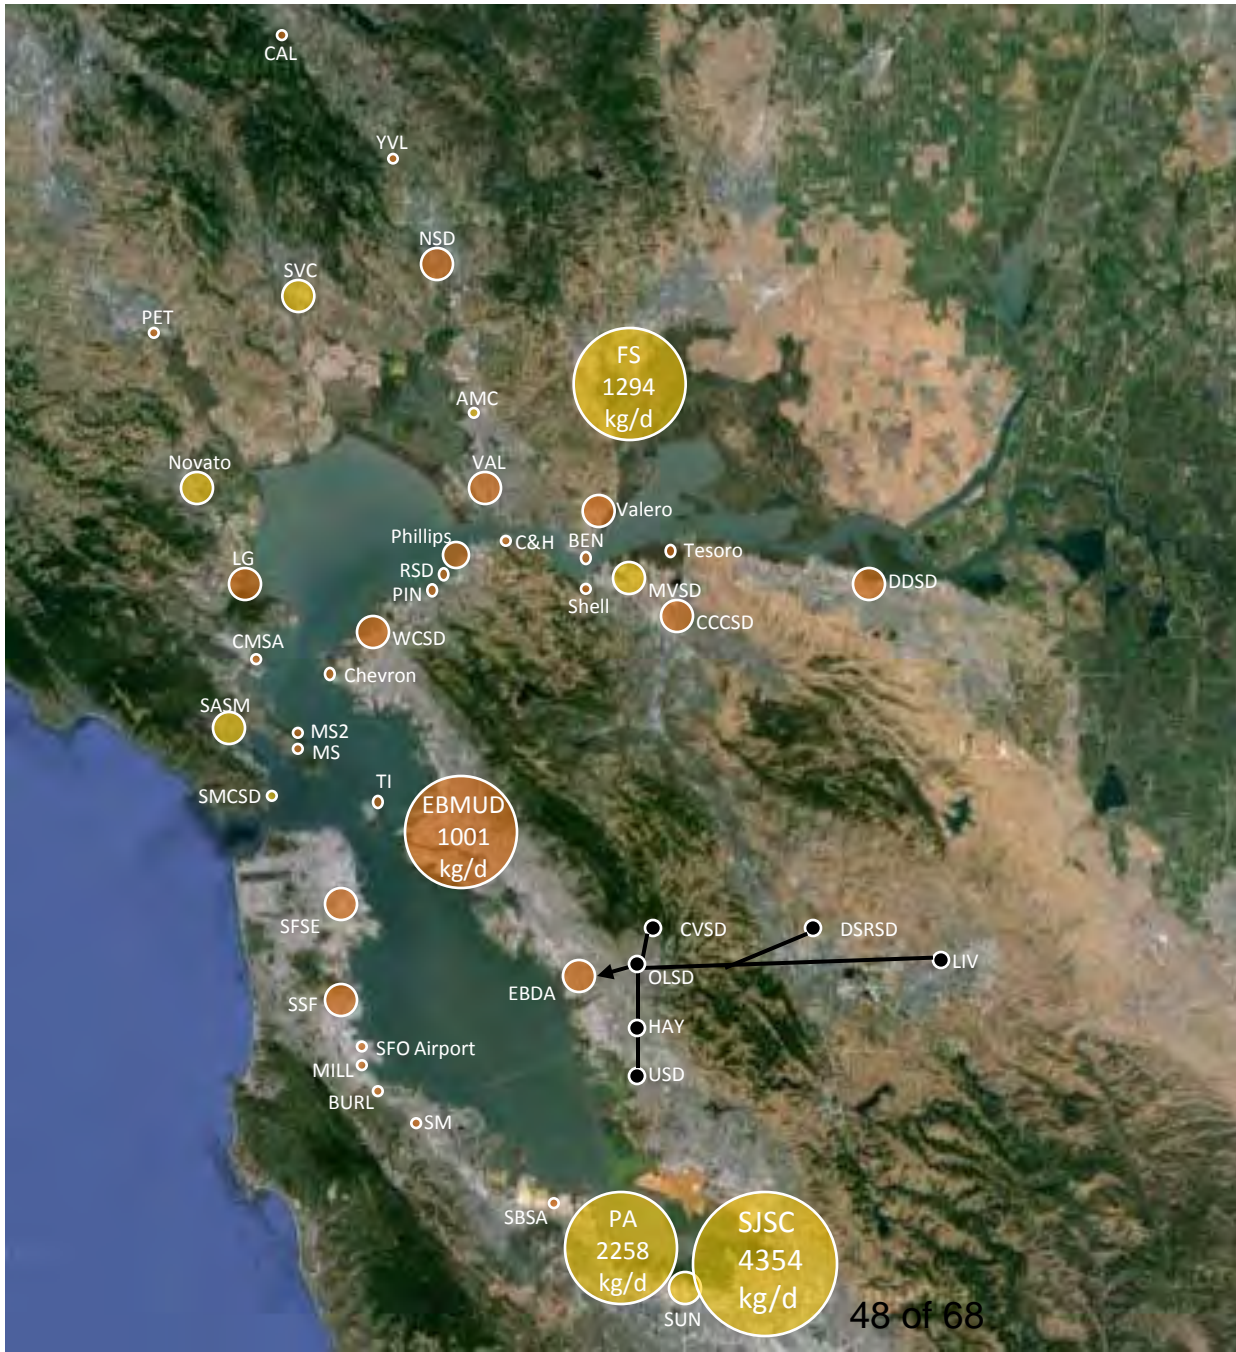 CAL
YVL
NSD
SVC
PET
FS
1294
kg/d
AMC
Novato
VAL
Valero
Phillips
C&H
BEN
Tesoro
LG
RSD
PIN
Shell
MVSD
DDSD
CCCSD
WCSD
CMSA
Chevron
SASM
MS2
MS
TI
SMCSD
EBMUD
1001
kg/d
SFSE
CVSD
DSRSD
LIV
OLSD
EBDA
SSF
HAY
SFO Airport
MILL
USD
BURL
SM
SBSA
PA
2258
kg/d
SJSC
4354
kg/d
SUN
48 of 68